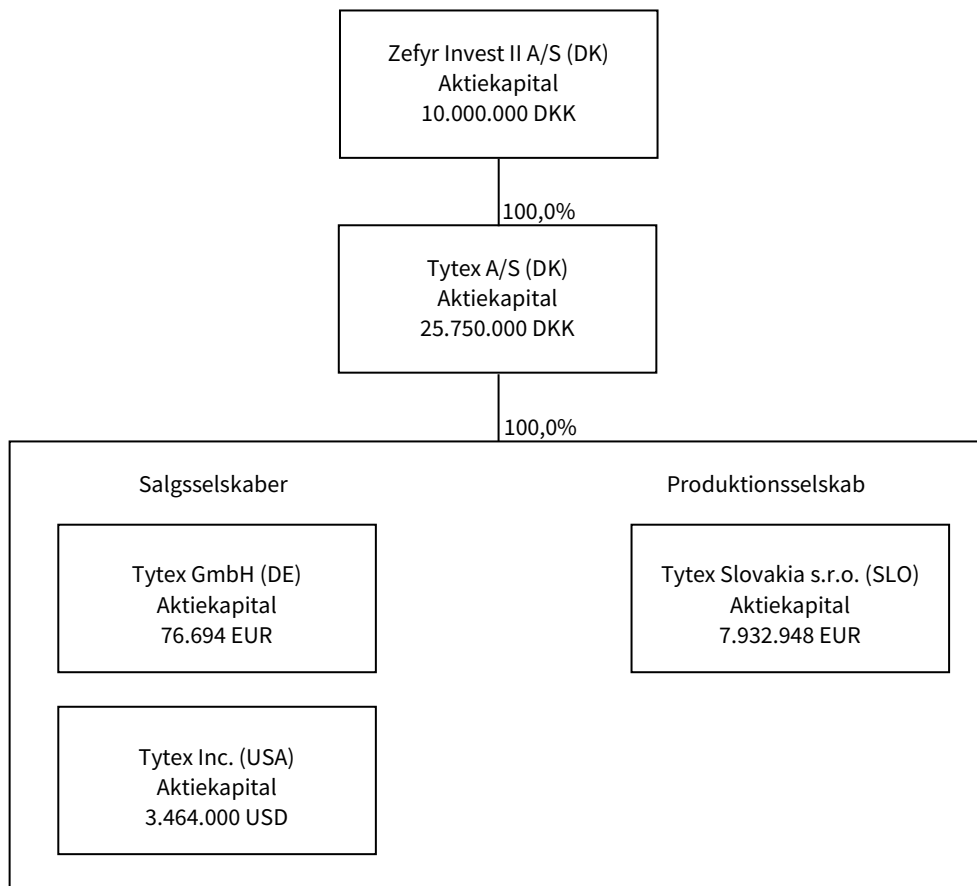 Zefyr Invest II A/S (DK)
Aktiekapital
10.000.000 DKK
100,0%
Tytex A/S (DK)
Aktiekapital
25.750.000 DKK
100,0%
Salgsselskaber
Produktionsselskab
Tytex GmbH (DE)
Aktiekapital
76.694 EUR
Tytex Slovakia s.r.o. (SLO)
Aktiekapital
7.932.948 EUR
Tytex Inc. (USA)
Aktiekapital
3.464.000 USD